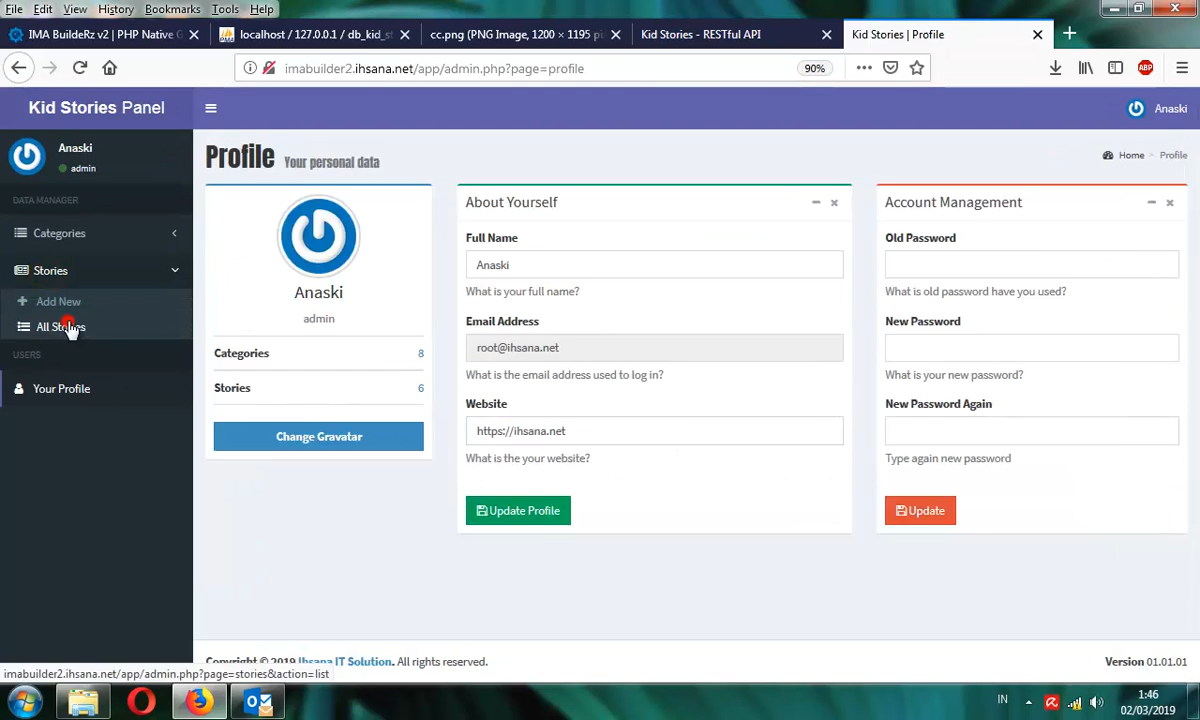 File Edit View History Bookmarks Tools Help
IMA BuildeRz v2 | PHP Native G
localhost / 127.0.0.1 / db_kid_st
cc.png (PNG Image, 1200 × 1195 pi
Kid Stories - RESTful API
Kid Stories | Profile
imabuilder2.ihsana.net/app/admin.php?page=profile
90%
ABP
Kid Stories Panel
Anaski
Anaski
admin
Profile Your personal data
Home - Profile
DATA MANAGER
Categories
Stories
Add New
All Stories
USERS
Your Profile
Anaski
admin
Categories 8
Stories 6
Change Gravatar
About Yourself
Full Name
Anaski
What is your full name?
Email Address
root@ihsana.net
What is the email address used to log in?
Website
https://ihsana.net
What is the your website?
Update Profile
Account Management
Old Password
What is old password have you used?
New Password
What is your new password?
New Password Again
Type again new password
Update
Copyright © 2019 Ihsana IT Solution. All rights reserved.
Version 01.01.01
imabuilder2.ihsana.net/app/admin.php?page=stories&action=list
IN
1:46
02/03/2019